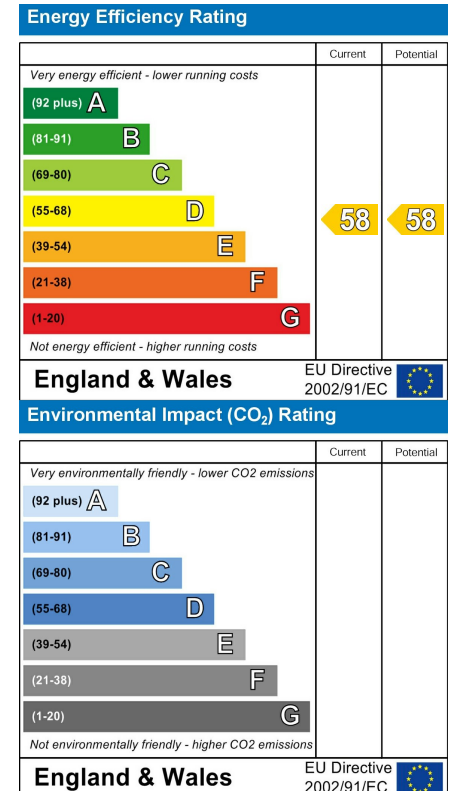 Energy Efficiency Rating
Current Potential
Very energy efficient - lower running costs
(92 plus) A
(81-91) B
(69-80) C
(55-68) D 58 58
(39-54) E
(21-38) F
(1-20) G
Not energy efficient - higher running costs
England & Wales EU Directive 2002/91/EC
Environmental Impact (CO₂) Rating
Current Potential
Very environmentally friendly - lower CO2 emissions
(92 plus) A
(81-91) B
(69-80) C
(55-68) D
(39-54) E
(21-38) F
(1-20) G
Not environmentally friendly - higher CO2 emissions
England & Wales EU Directive 2002/91/EC